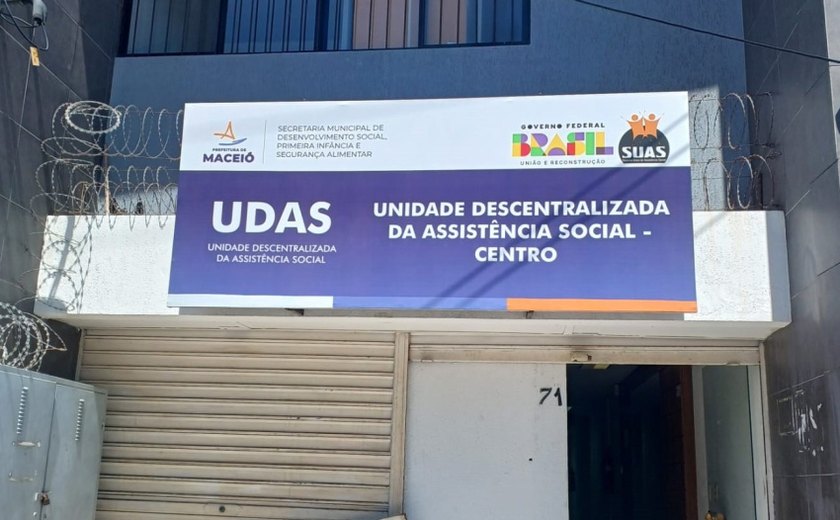 PREFEITURA DE
MACEIÓ
SECRETARIA MUNICIPAL DE
DESENVOLVIMENTO SOCIAL,
PRIMEIRA INFÂNCIA E
SEGURANÇA ALIMENTAR
GOVERNO FEDERAL
BRASIL
UNIÃO E RECONSTRUÇÃO
SUAS
UDAS
UNIDADE DESCENTRALIZADA
DA ASSISTÊNCIA SOCIAL
UNIDADE DESCENTRALIZADA
DA ASSISTÊNCIA SOCIAL -
CENTRO
71